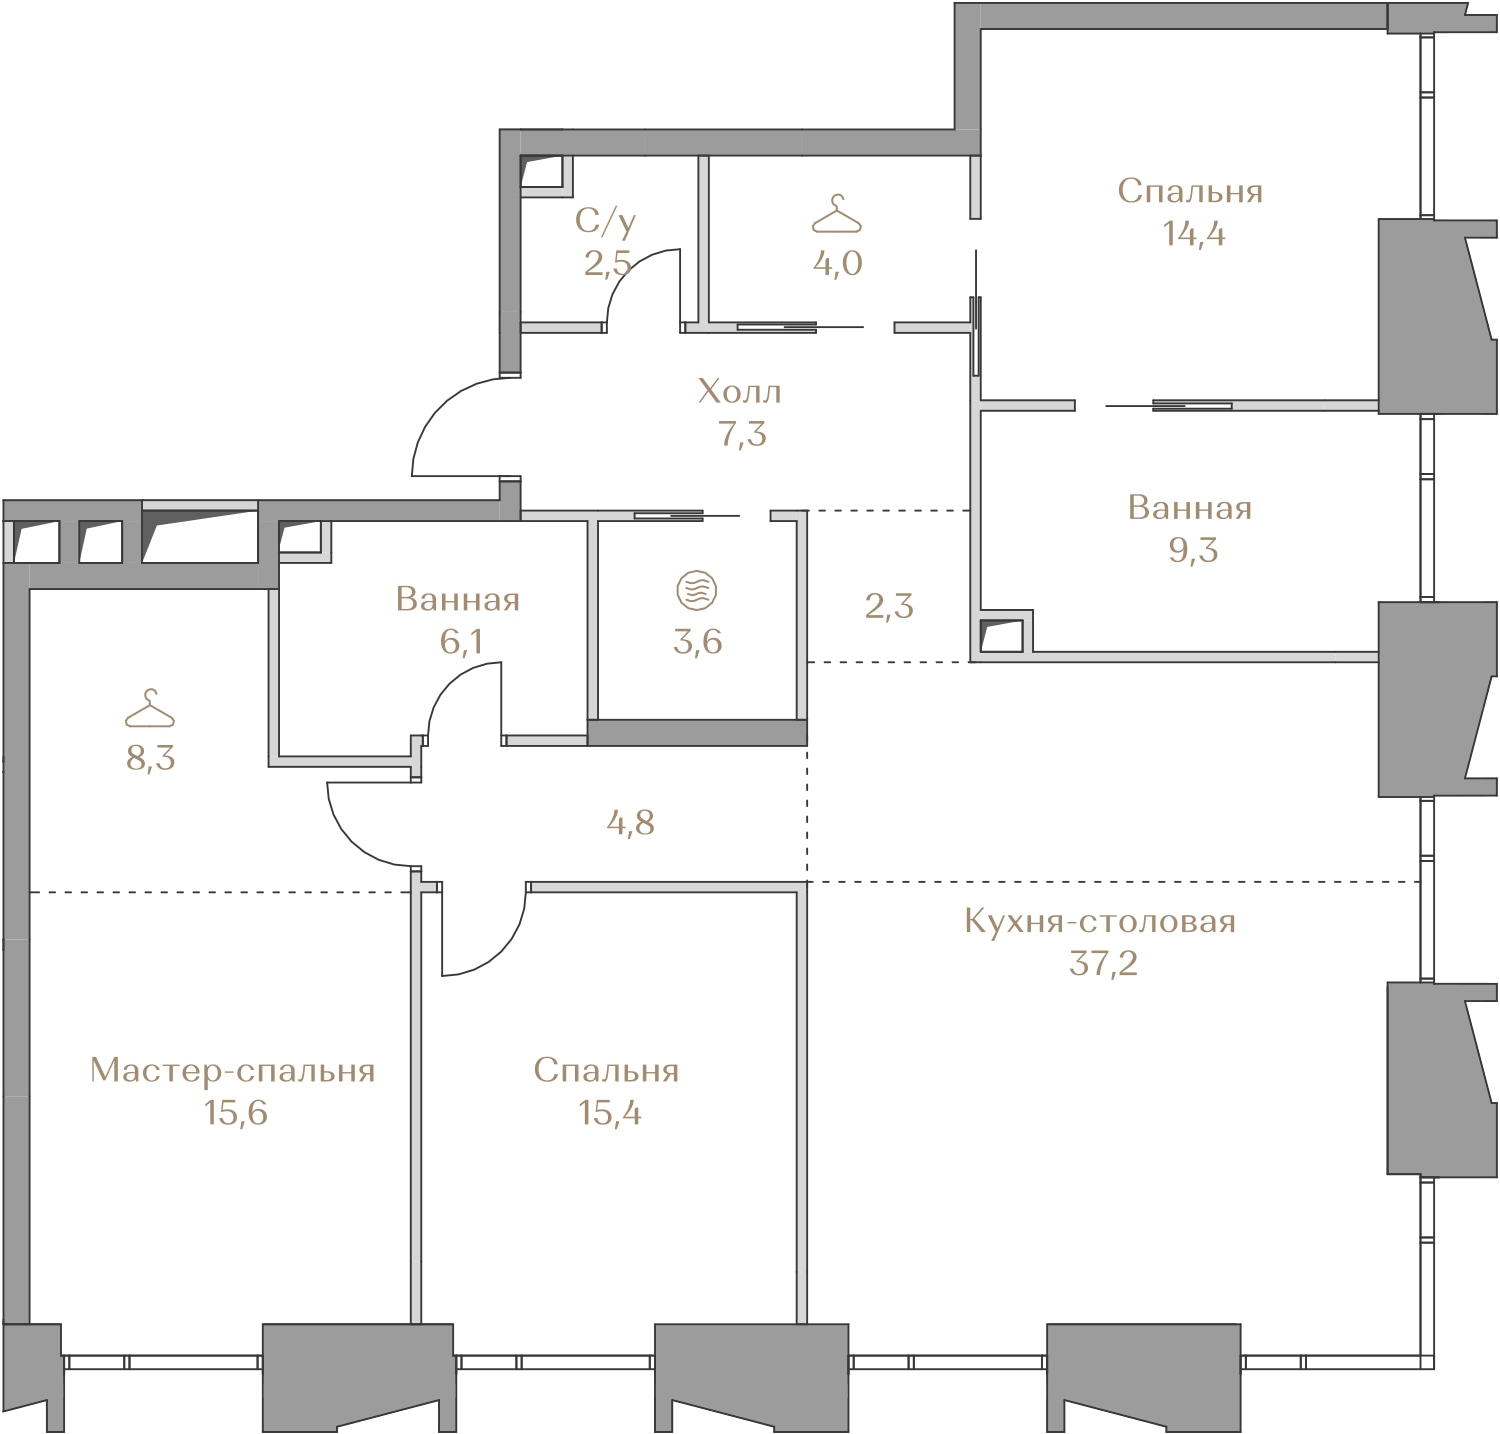 Спальня
14,4
С/у
2,5
4,0
Холл
7,3
Ванная
9,3
Ванная
6,1
3,6
2,3
8,3
4,8
Кухня-столовая
37,2
Мастер-спальня
15,6
Спальня
15,4